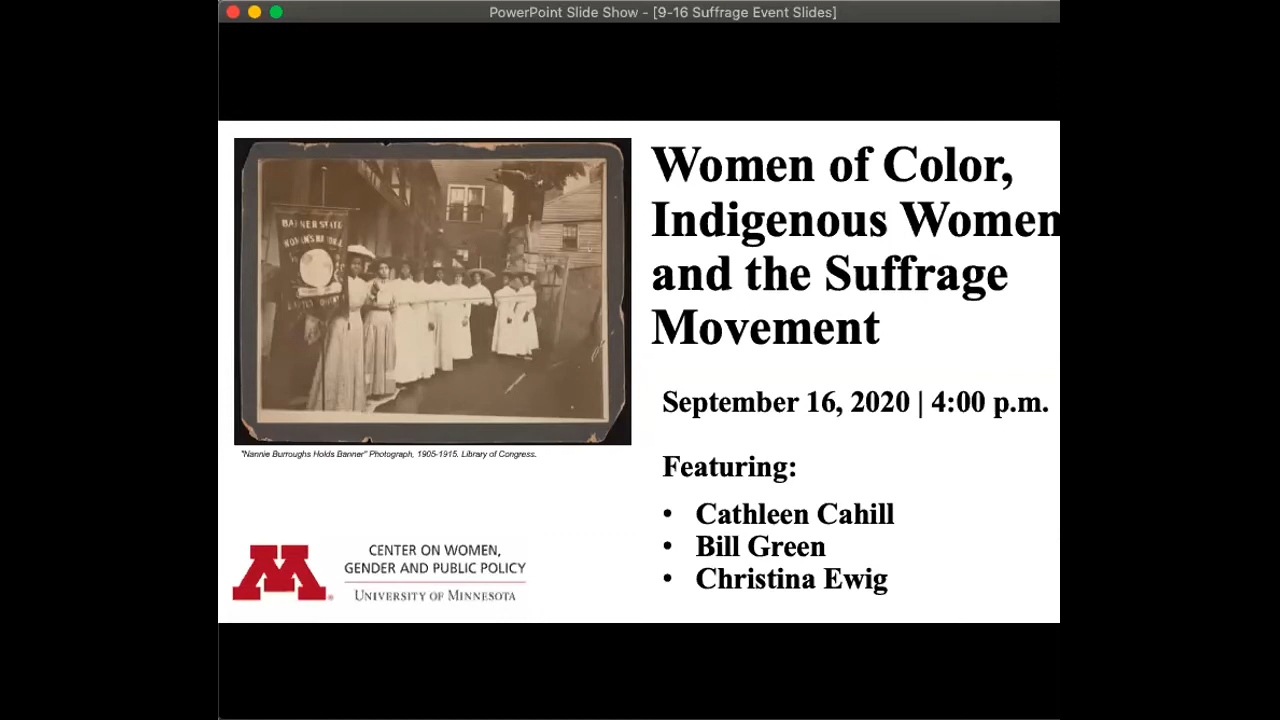 PowerPoint Slide Show - [9-16 Suffrage Event Slides]
Women of Color,
Indigenous Women
and the Suffrage
Movement
September 16, 2020 | 4:00 p.m.
Featuring:
• Cathleen Cahill
• Bill Green
• Christina Ewig
BANNER STATE
WOMAN'S NATIONAL
"Nannie Burroughs Holds Banner" Photograph, 1905-1915. Library of Congress.
M
CENTER ON WOMEN,
GENDER AND PUBLIC POLICY
UNIVERSITY OF MINNESOTA